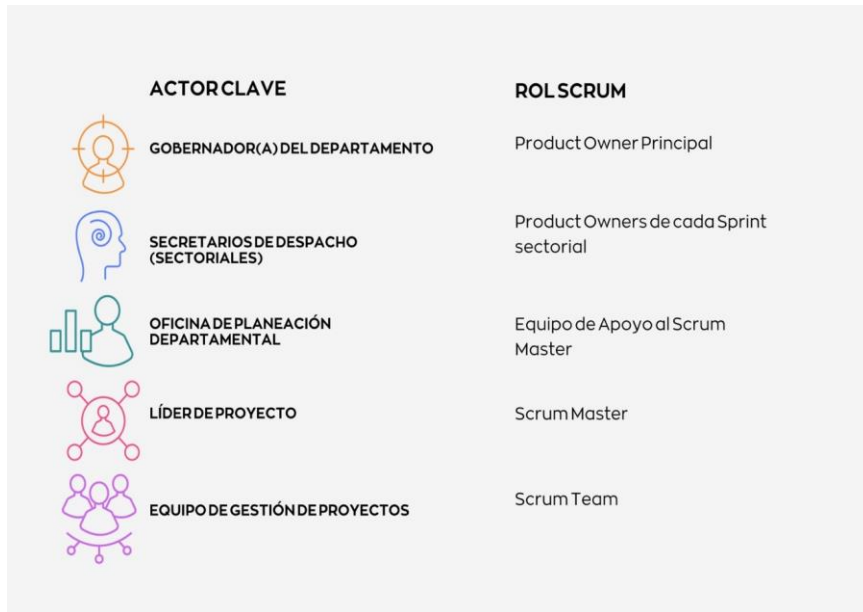 ACTOR CLAVE
ROL SCRUM
GOBERNADOR(A) DEL DEPARTAMENTO
Product Owner Principal
SECRETARIOS DE DESPACHO
(SECTORIALES)
Product Owners de cada Sprint
sectorial
OFICINA DE PLANEACIÓN
DEPARTAMENTAL
Equipo de Apoyo al Scrum
Master
LÍDER DE PROYECTO
Scrum Master
EQUIPO DE GESTIÓN DE PROYECTOS
Scrum Team